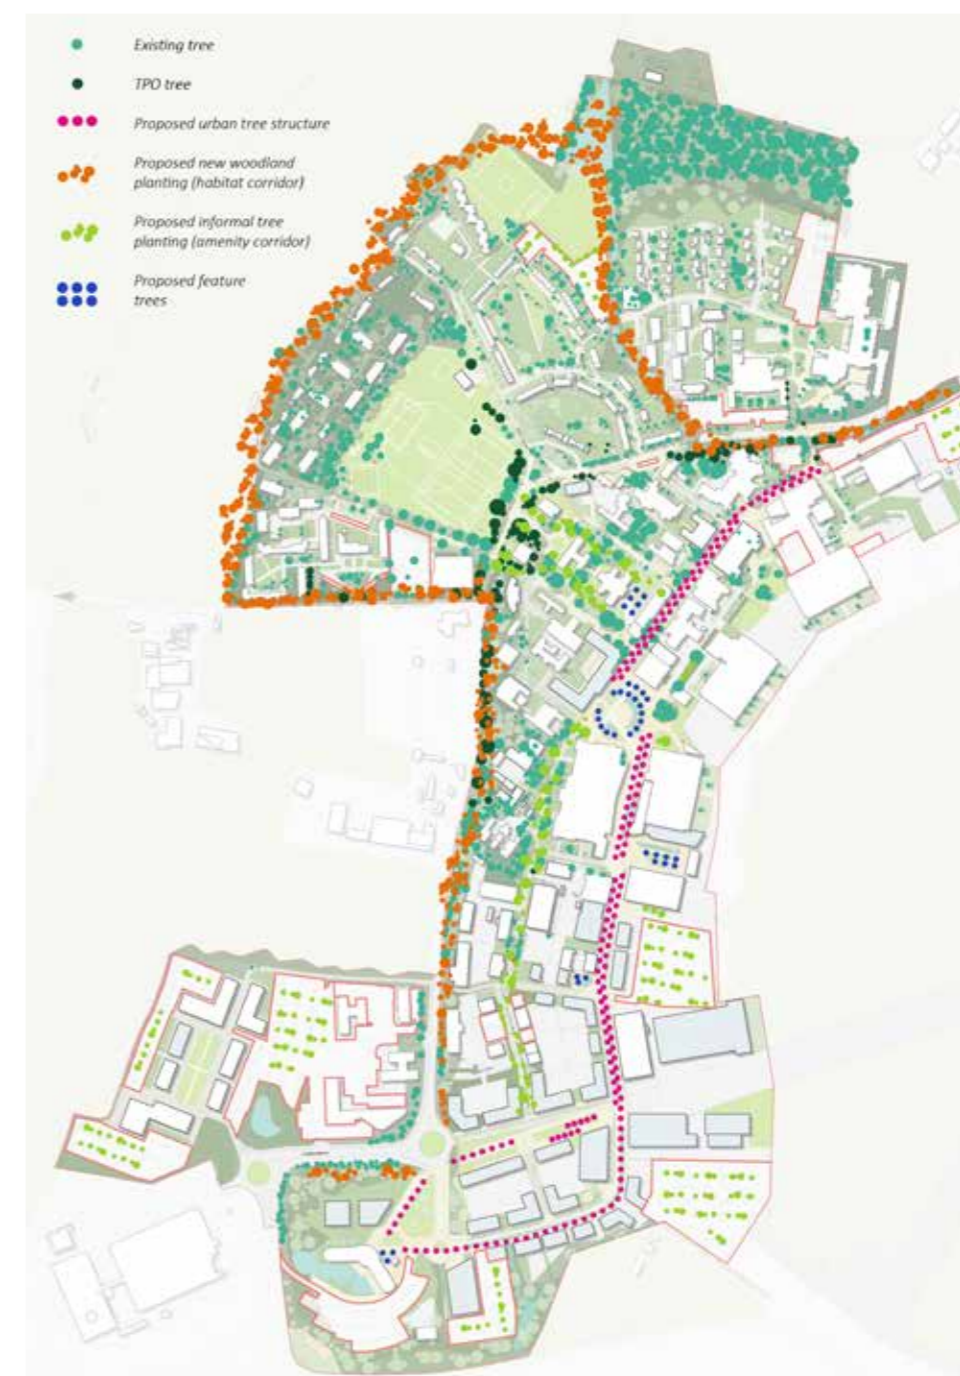 Existing tree
TPO tree
Proposed urban tree structure
Proposed new woodland
planting (habitat corridor)
Proposed informal tree
planting (amenity corridor)
Proposed feature
trees